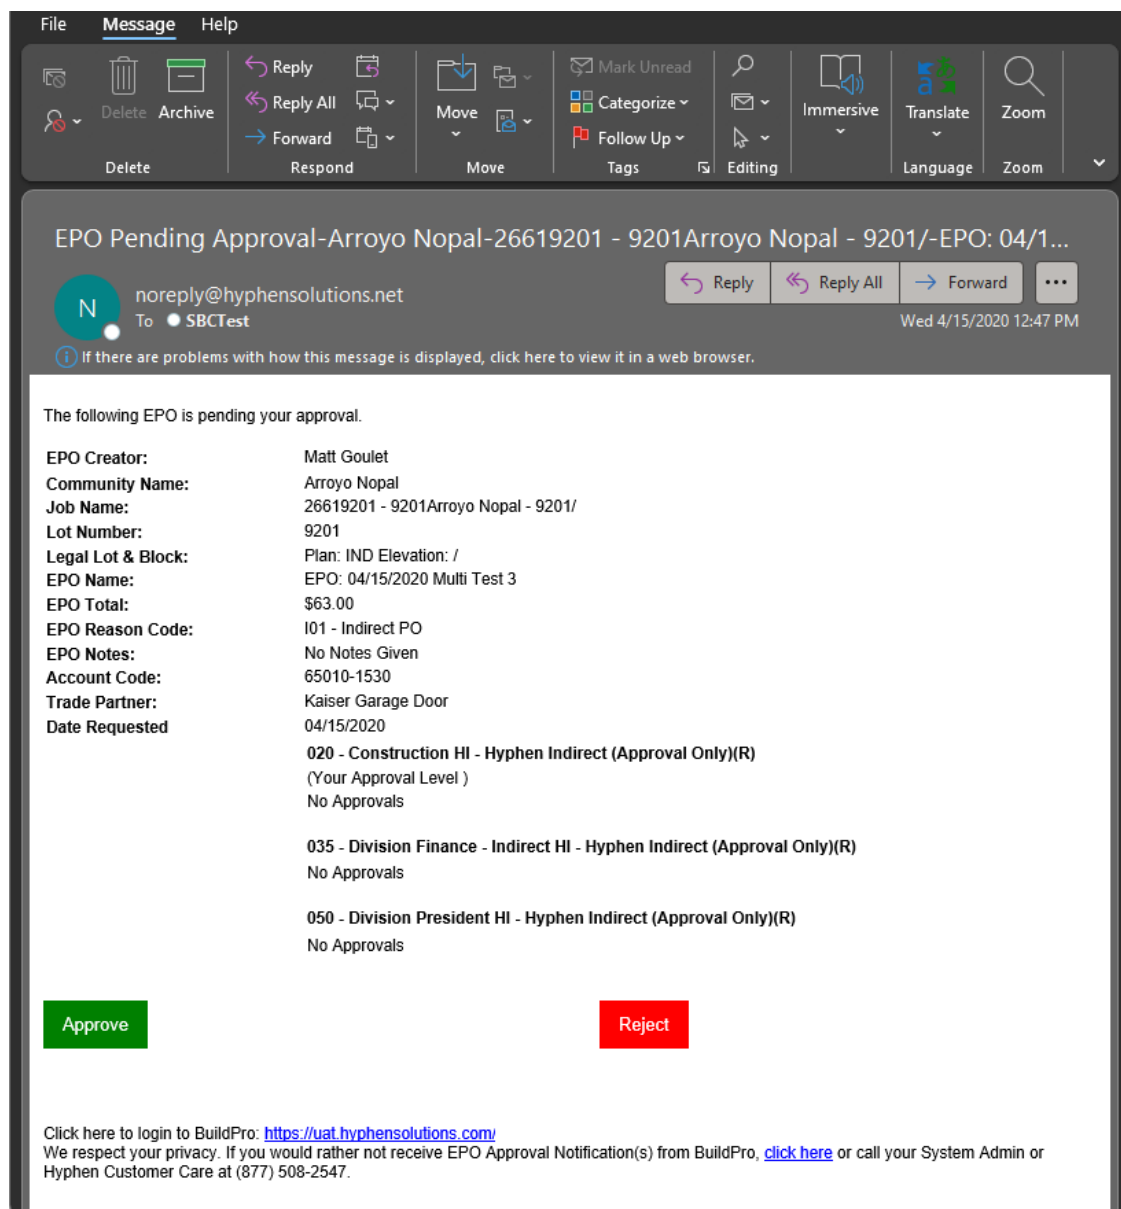 File Message Help
Delete Archive
Reply
Reply All
Forward
Move
Mark Unread
Categorize
Follow Up
Immersive
Translate
Zoom
Delete Respond Move Tags Editing Language Zoom
EPO Pending Approval-Arroyo Nopal-26619201 - 9201Arroyo Nopal - 9201/-EPO: 04/1...
N
noreply@hyphensolutions.net
Reply Reply All Forward ...
To SBCTest
Wed 4/15/2020 12:47 PM
If there are problems with how this message is displayed, click here to view it in a web browser.
The following EPO is pending your approval.
EPO Creator: Matt Goulet
Community Name: Arroyo Nopal
Job Name: 26619201 - 9201Arroyo Nopal - 9201/
Lot Number: 9201
Legal Lot & Block: Plan: IND Elevation: /
EPO Name: EPO: 04/15/2020 Multi Test 3
EPO Total: $63.00
EPO Reason Code: I01 - Indirect PO
EPO Notes: No Notes Given
Account Code: 65010-1530
Trade Partner: Kaiser Garage Door
Date Requested 04/15/2020
020 - Construction HI - Hyphen Indirect (Approval Only)(R)
(Your Approval Level )
No Approvals
035 - Division Finance - Indirect HI - Hyphen Indirect (Approval Only)(R)
No Approvals
050 - Division President HI - Hyphen Indirect (Approval Only)(R)
No Approvals
Approve Reject
Click here to login to BuildPro: https://uat.hyphensolutions.com/
We respect your privacy. If you would rather not receive EPO Approval Notification(s) from BuildPro, click here or call your System Admin or
Hyphen Customer Care at (877) 508-2547.